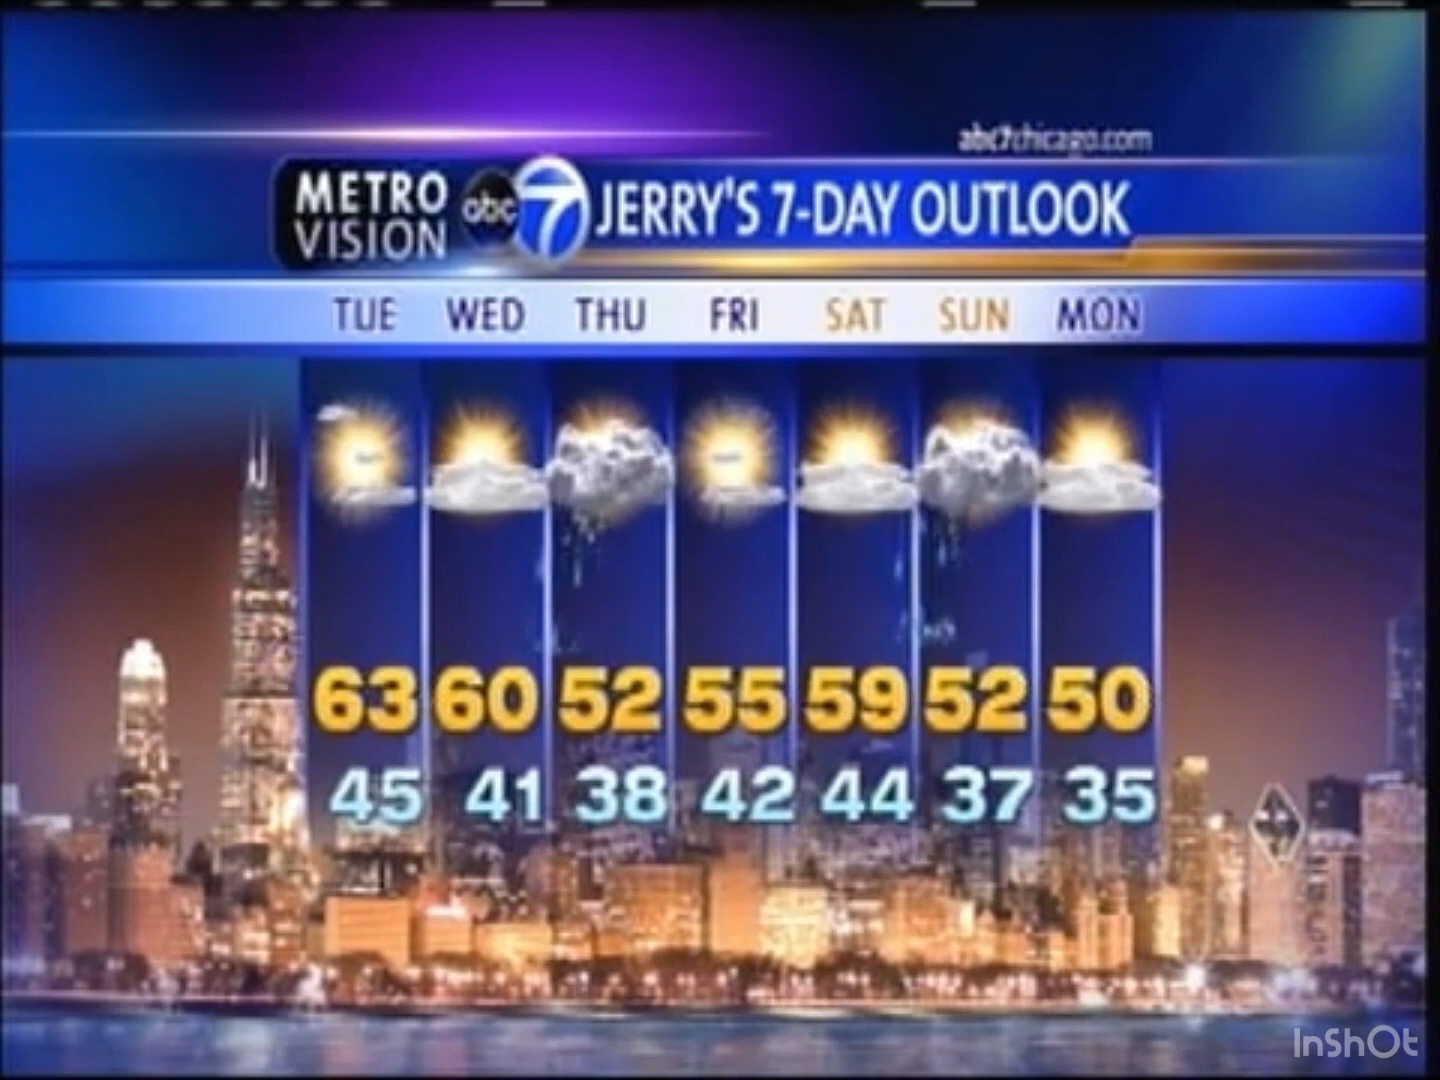 abc7chicago.com
METRO VISION abc 7 JERRY'S 7-DAY OUTLOOK
TUE WED THU FRI SAT SUN MON
63 60 52 55 59 52 50
45 41 38 42 44 37 35
InShOt